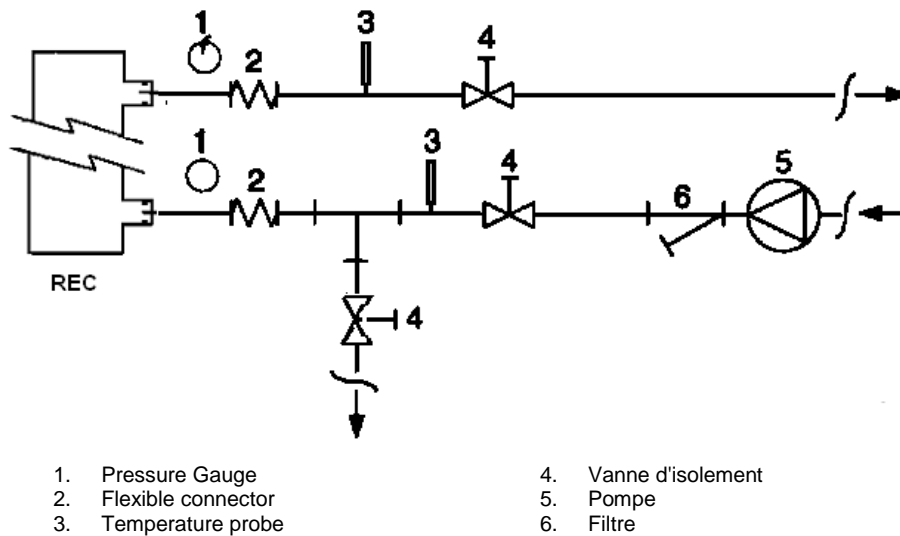 1
2
3
4
1
2
3
4
5
6
REC
4
1. Pressure Gauge
2. Flexible connector
3. Temperature probe
4. Vanne d'isolement
5. Pompe
6. Filtre